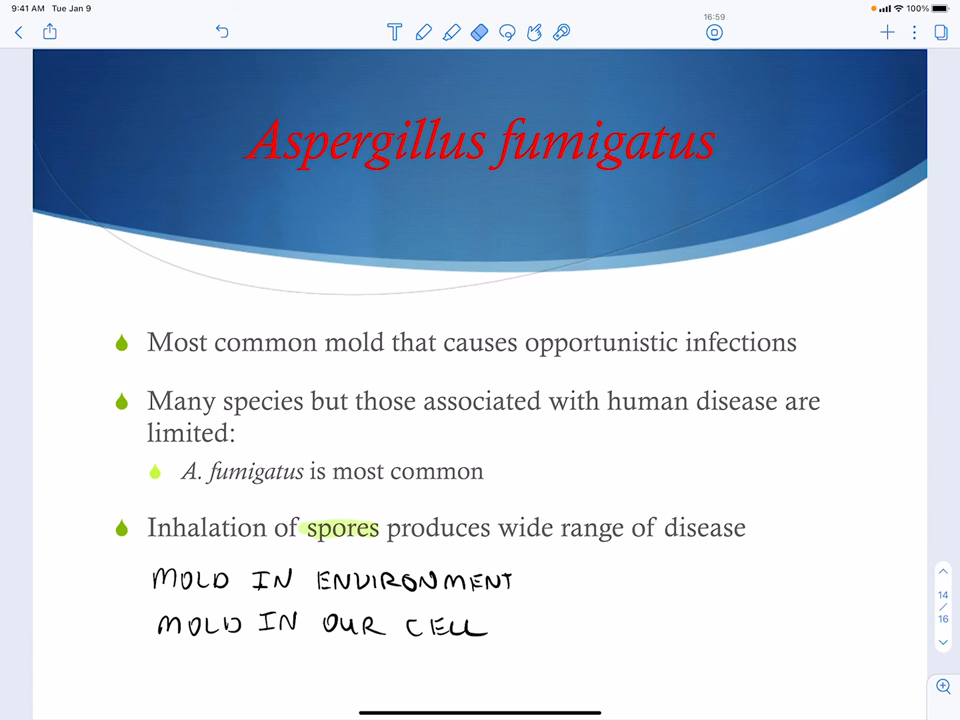 9:41 AM Tue Jan 9
100%
16:59
T
Aspergillus fumigatus
Most common mold that causes opportunistic infections
Many species but those associated with human disease are
limited:
A. fumigatus is most common
Inhalation of spores produces wide range of disease
MOLD IN ENVIRONMENT
MOLD IN OUR CELL
14
/
16